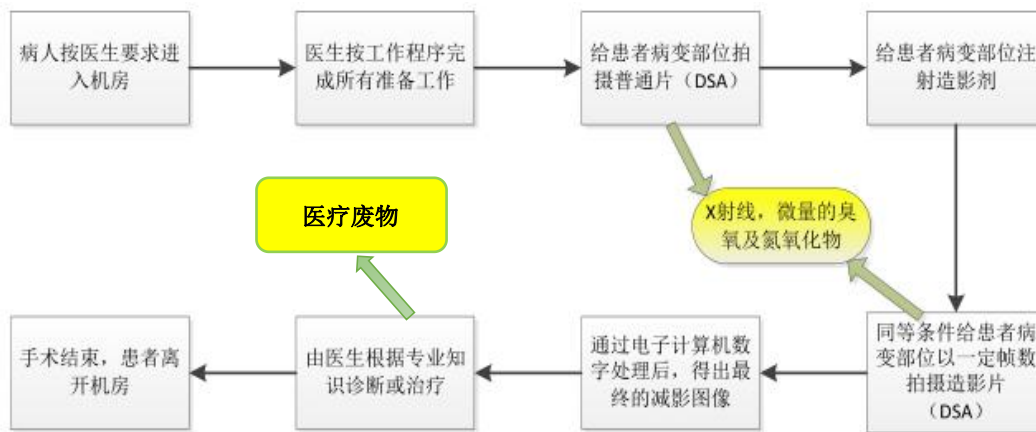 病人按医生要求进
入机房
医生按工作程序完
成所有准备工作
给患者病变部位拍
摄普通片（DSA）
给患者病变部位注
射造影剂
医疗废物
X射线，微量的臭
氧及氮氧化物
手术结束，患者离
开机房
由医生根据专业知
识诊断或治疗
通过电子计算机数
字处理后，得出最
终的减影图像
同等条件给患者病
变部位以一定帧数
拍摄造影片
（DSA）